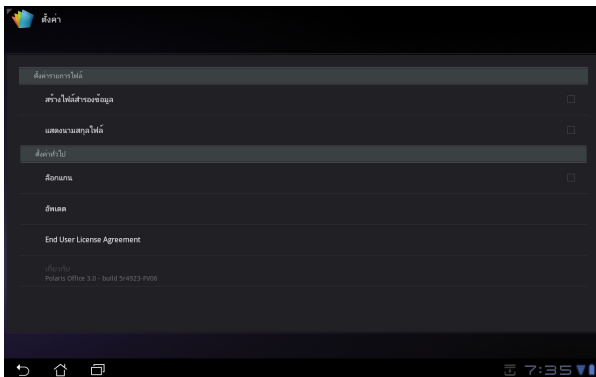 ตั้งค่า
ตั้งค่ารายการไฟล์
สร้างไฟล์สำรองข้อมูล
แสดงนามสกุลไฟล์
ตั้งค่าทั่วไป
ล็อกแกน
อัพเดต
End User License Agreement
เกี่ยวกับ
Polaris Office 3.0 - build 5r4923-FV06
7:35